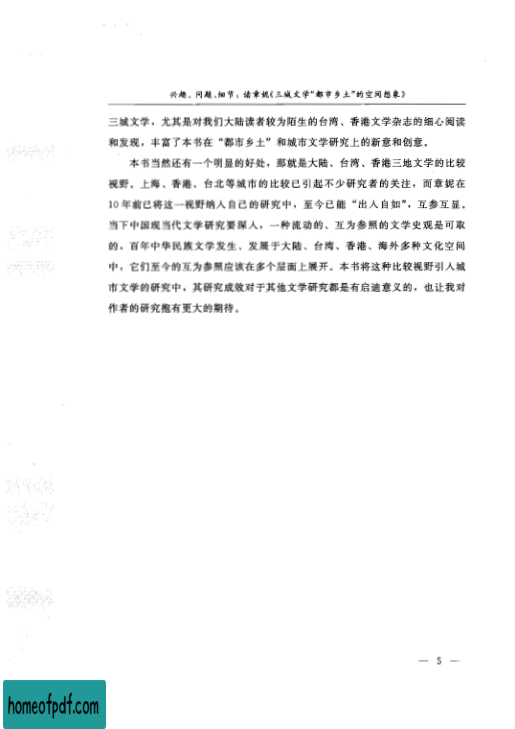 兴趣、问题、细节：读章妮《三城文学“都市乡土”的空间想象》
三城文学，尤其是对我们大陆读者较为陌生的台湾、香港文学杂志的细心阅读
和发现，丰富了本书在“都市乡土”和城市文学研究上的新意和创意。
本书当然还有一个明显的好处，那就是大陆、台湾、香港三地文学的比较
视野。上海、香港、台北等城市的比较已引起不少研究者的关注，而章妮在
10年前已将这一视野纳入自己的研究中，至今已能“出入自如”，互参互显。
当下中国现当代文学研究要深入，一种流动的、互为参照的文学史观是可取
的，百年中华民族文学发生、发展于大陆、台湾、香港、海外多种文化空间
中，它们至今的互为参照应该在多个层面上展开。本书将这种比较视野引入城
市文学的研究中，其研究成效对于其他文学研究都是有启迪意义的，也让我对
作者的研究抱有更大的期待。
— 5 —
homeofpdf.com